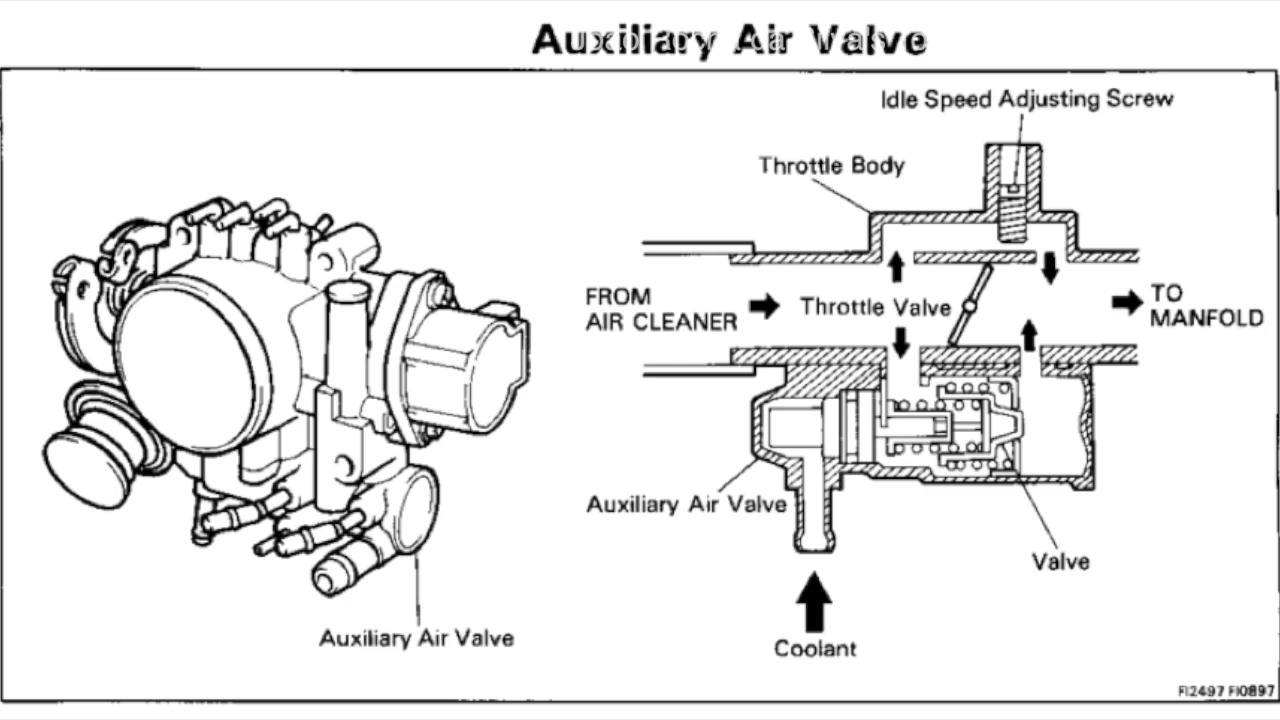 Auxiliary Air Valve
Idle Speed Adjusting Screw
Throttle Body
FROM
AIR CLEANER
Throttle Valve
TO
MANFOLD
Auxiliary Air Valve
Valve
Auxiliary Air Valve
Coolant
FI2497 FI0897